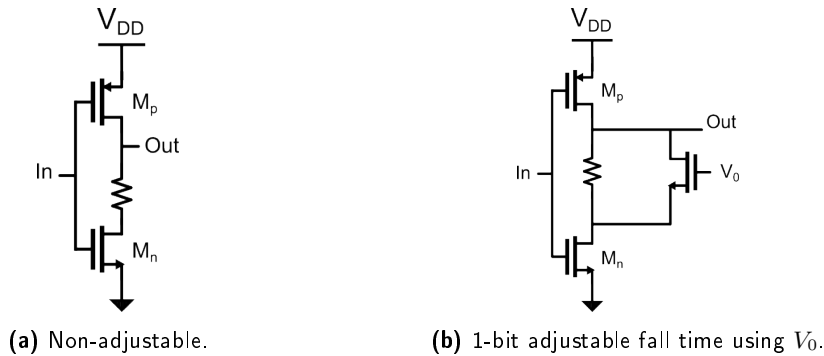 V_DD
M_p
Out
In
M_n
(a) Non-adjustable.
V_DD
M_p
Out
In
V_0
M_n
(b) 1-bit adjustable fall time using V_0.